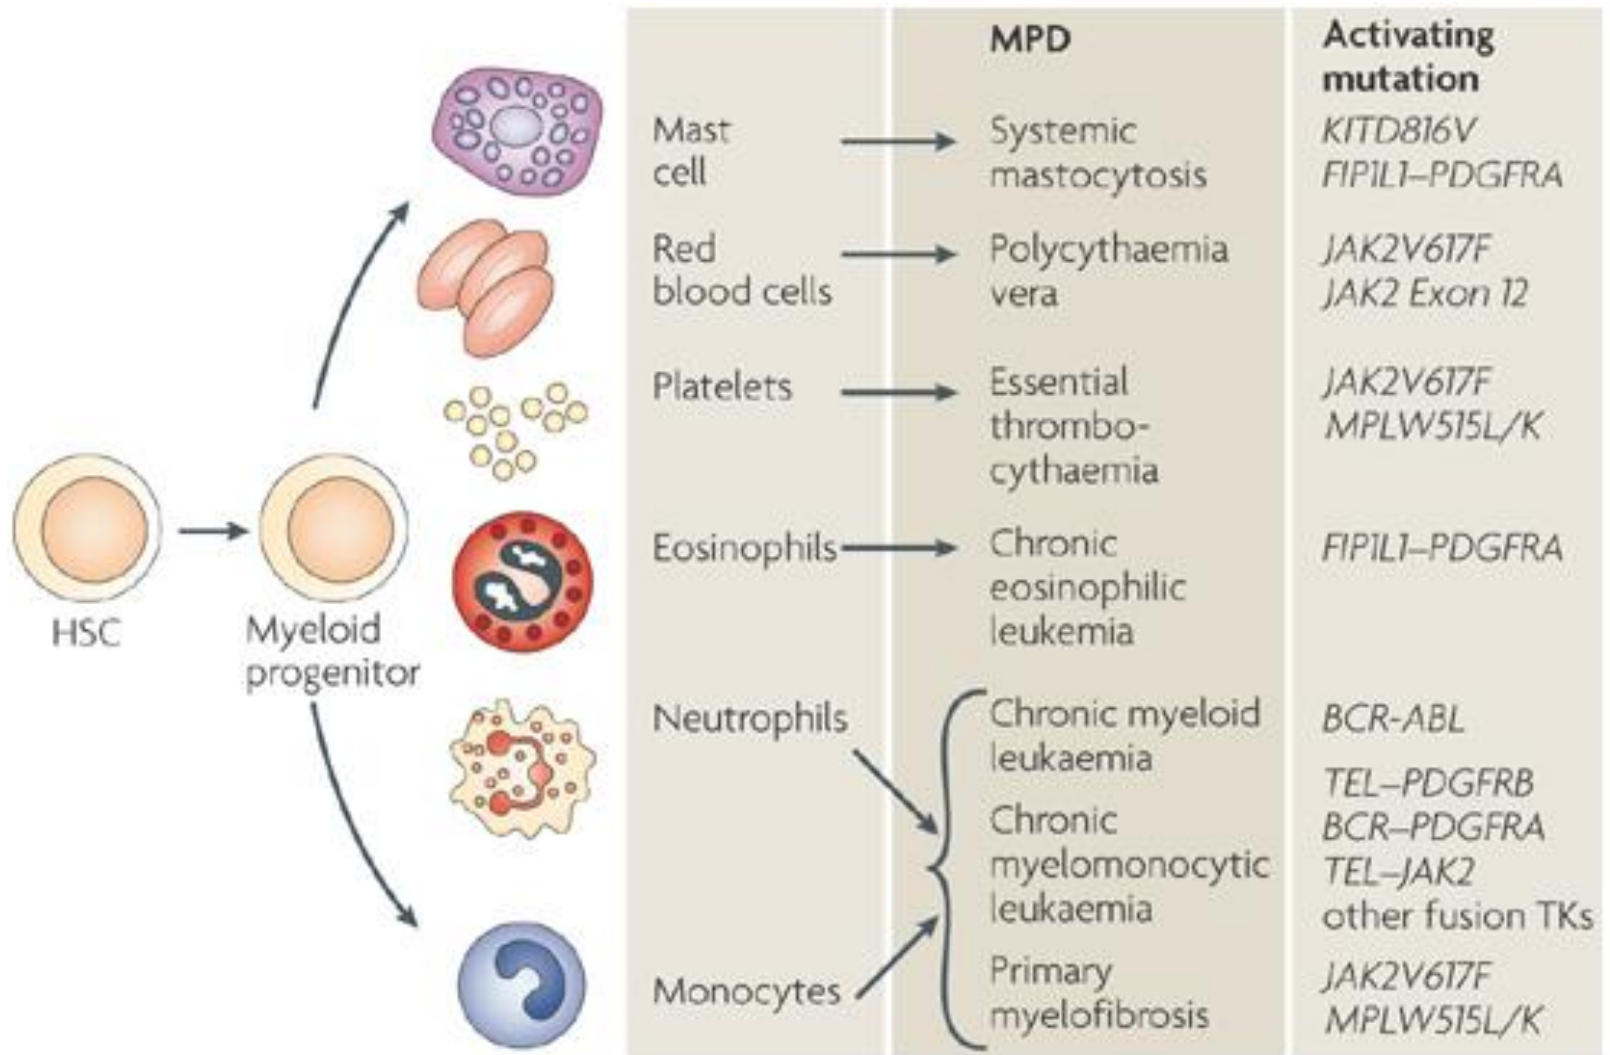 MPD
Activating
mutation
Mast
cell
Systemic
mastocytosis
KITD816V
FIP1L1–PDGFRA
Red
blood cells
Polycythaemia
vera
JAK2V617F
JAK2 Exon 12
Platelets
Essential
thrombo-
cythaemia
JAK2V617F
MPLW515L/K
HSC
Myeloid
progenitor
Eosinophils
Chronic
eosinophilic
leukemia
FIP1L1–PDGFRA
Neutrophils
Chronic myeloid
leukaemia
BCR-ABL
Chronic
myelomonocytic
leukaemia
TEL–PDGFRB
BCR–PDGFRA
TEL–JAK2
other fusion TKs
Monocytes
Primary
myelofibrosis
JAK2V617F
MPLW515L/K